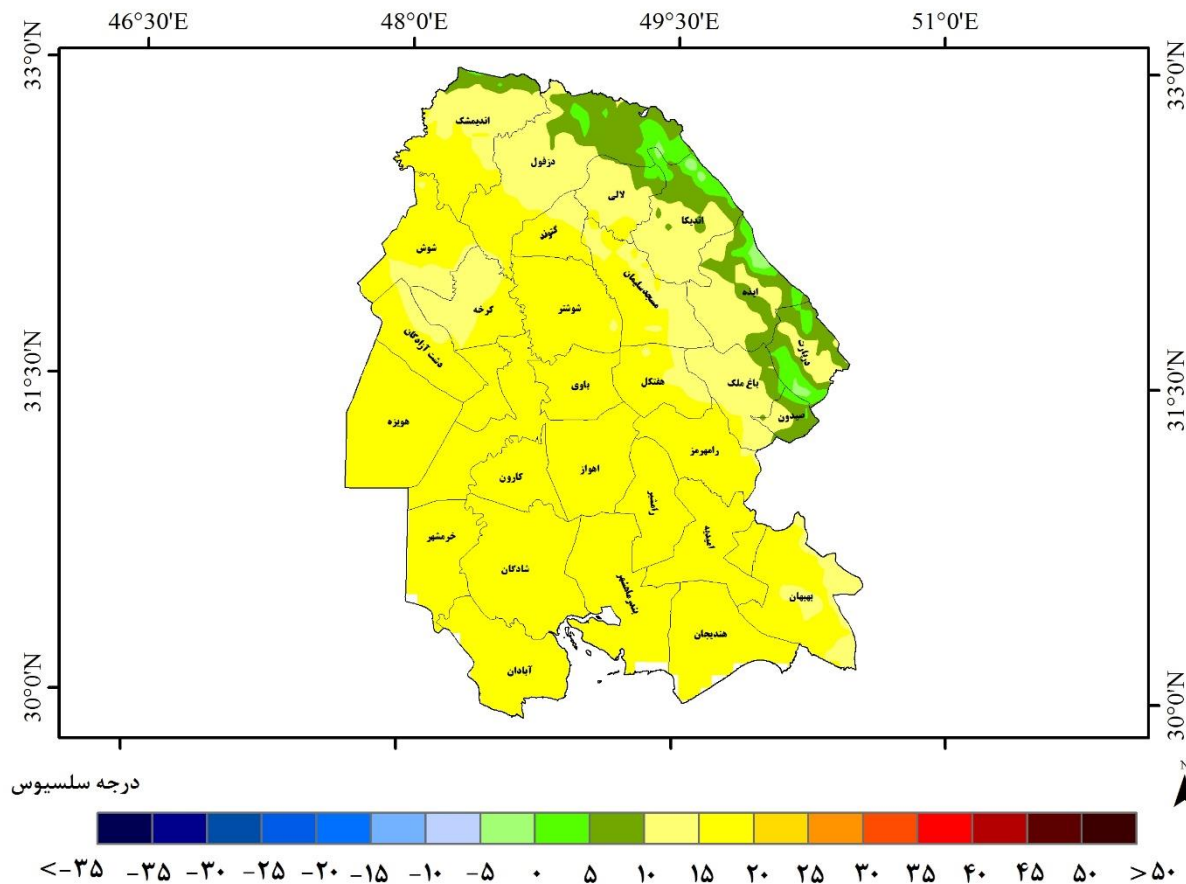 46°30'E 48°0'E 49°30'E 51°0'E
33°0'N 33°0'N
اندیمشک
دزفول
لالی
اندیکا
گتوند
شوش
مسجدسلیمان
ایذه
کرخه
شوشتر
دشت آزادگان
31°30'N 31°30'N
باوی
هفتکل
باغ ملک
صیدون
هویزه
رامهرمز
اهواز
کارون
رامشیر
امیدیه
خرمشهر
شادگان
بندرماهشهر
بهبهان
هندیجان
آبادان
30°0'N 30°0'N
درجه سلسیوس
N
<-۳۵ -۳۵ -۳۰ -۲۵ -۲۰ -۱۵ -۱۰ -۵ ۰ ۵ ۱۰ ۱۵ ۲۰ ۲۵ ۳۰ ۳۵ ۴۰ ۴۵ ۵۰ >۵۰